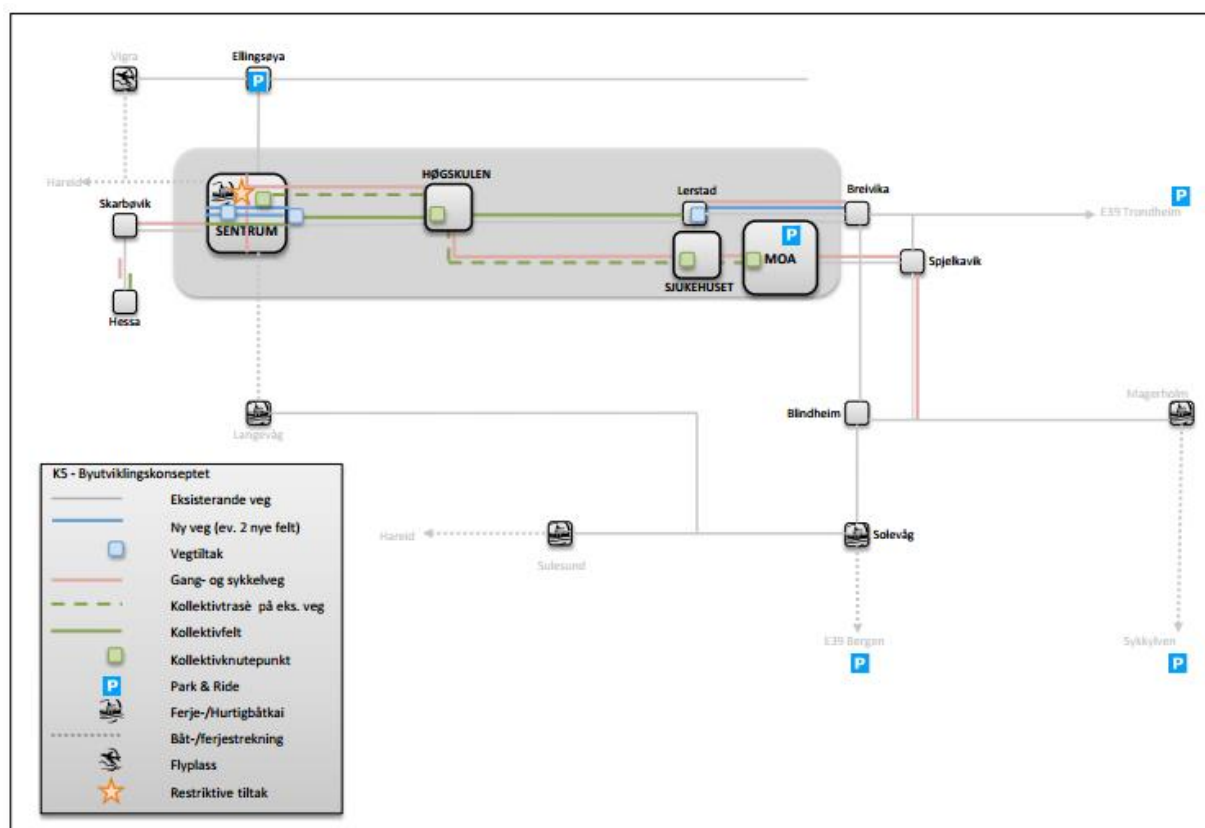 Vigra
Ellingsøya
P
HØGSKULEN
Lerstad
Breivika
P
Hareid
Skarbøvik
E39 Trondheim
SENTRUM
P
MOA
Spjelkavik
SJUKEHUSET
Hessa
Magerholm
Blindheim
Langevåg
K5 - Byutviklingskonseptet
Eksisterande veg
Ny veg (ev. 2 nye felt)
Vegtiltak
Gang- og sykkelveg
Kollektivtrasè på eks. veg
Kollektivfelt
Kollektivknutepunkt
P Park & Ride
Ferje-/Hurtigbåtkai
Båt-/ferjestrekning
Flyplass
Restriktive tiltak
Hareid
Solevåg
Sulesund
E39 Bergen
Sykkylven
P
P